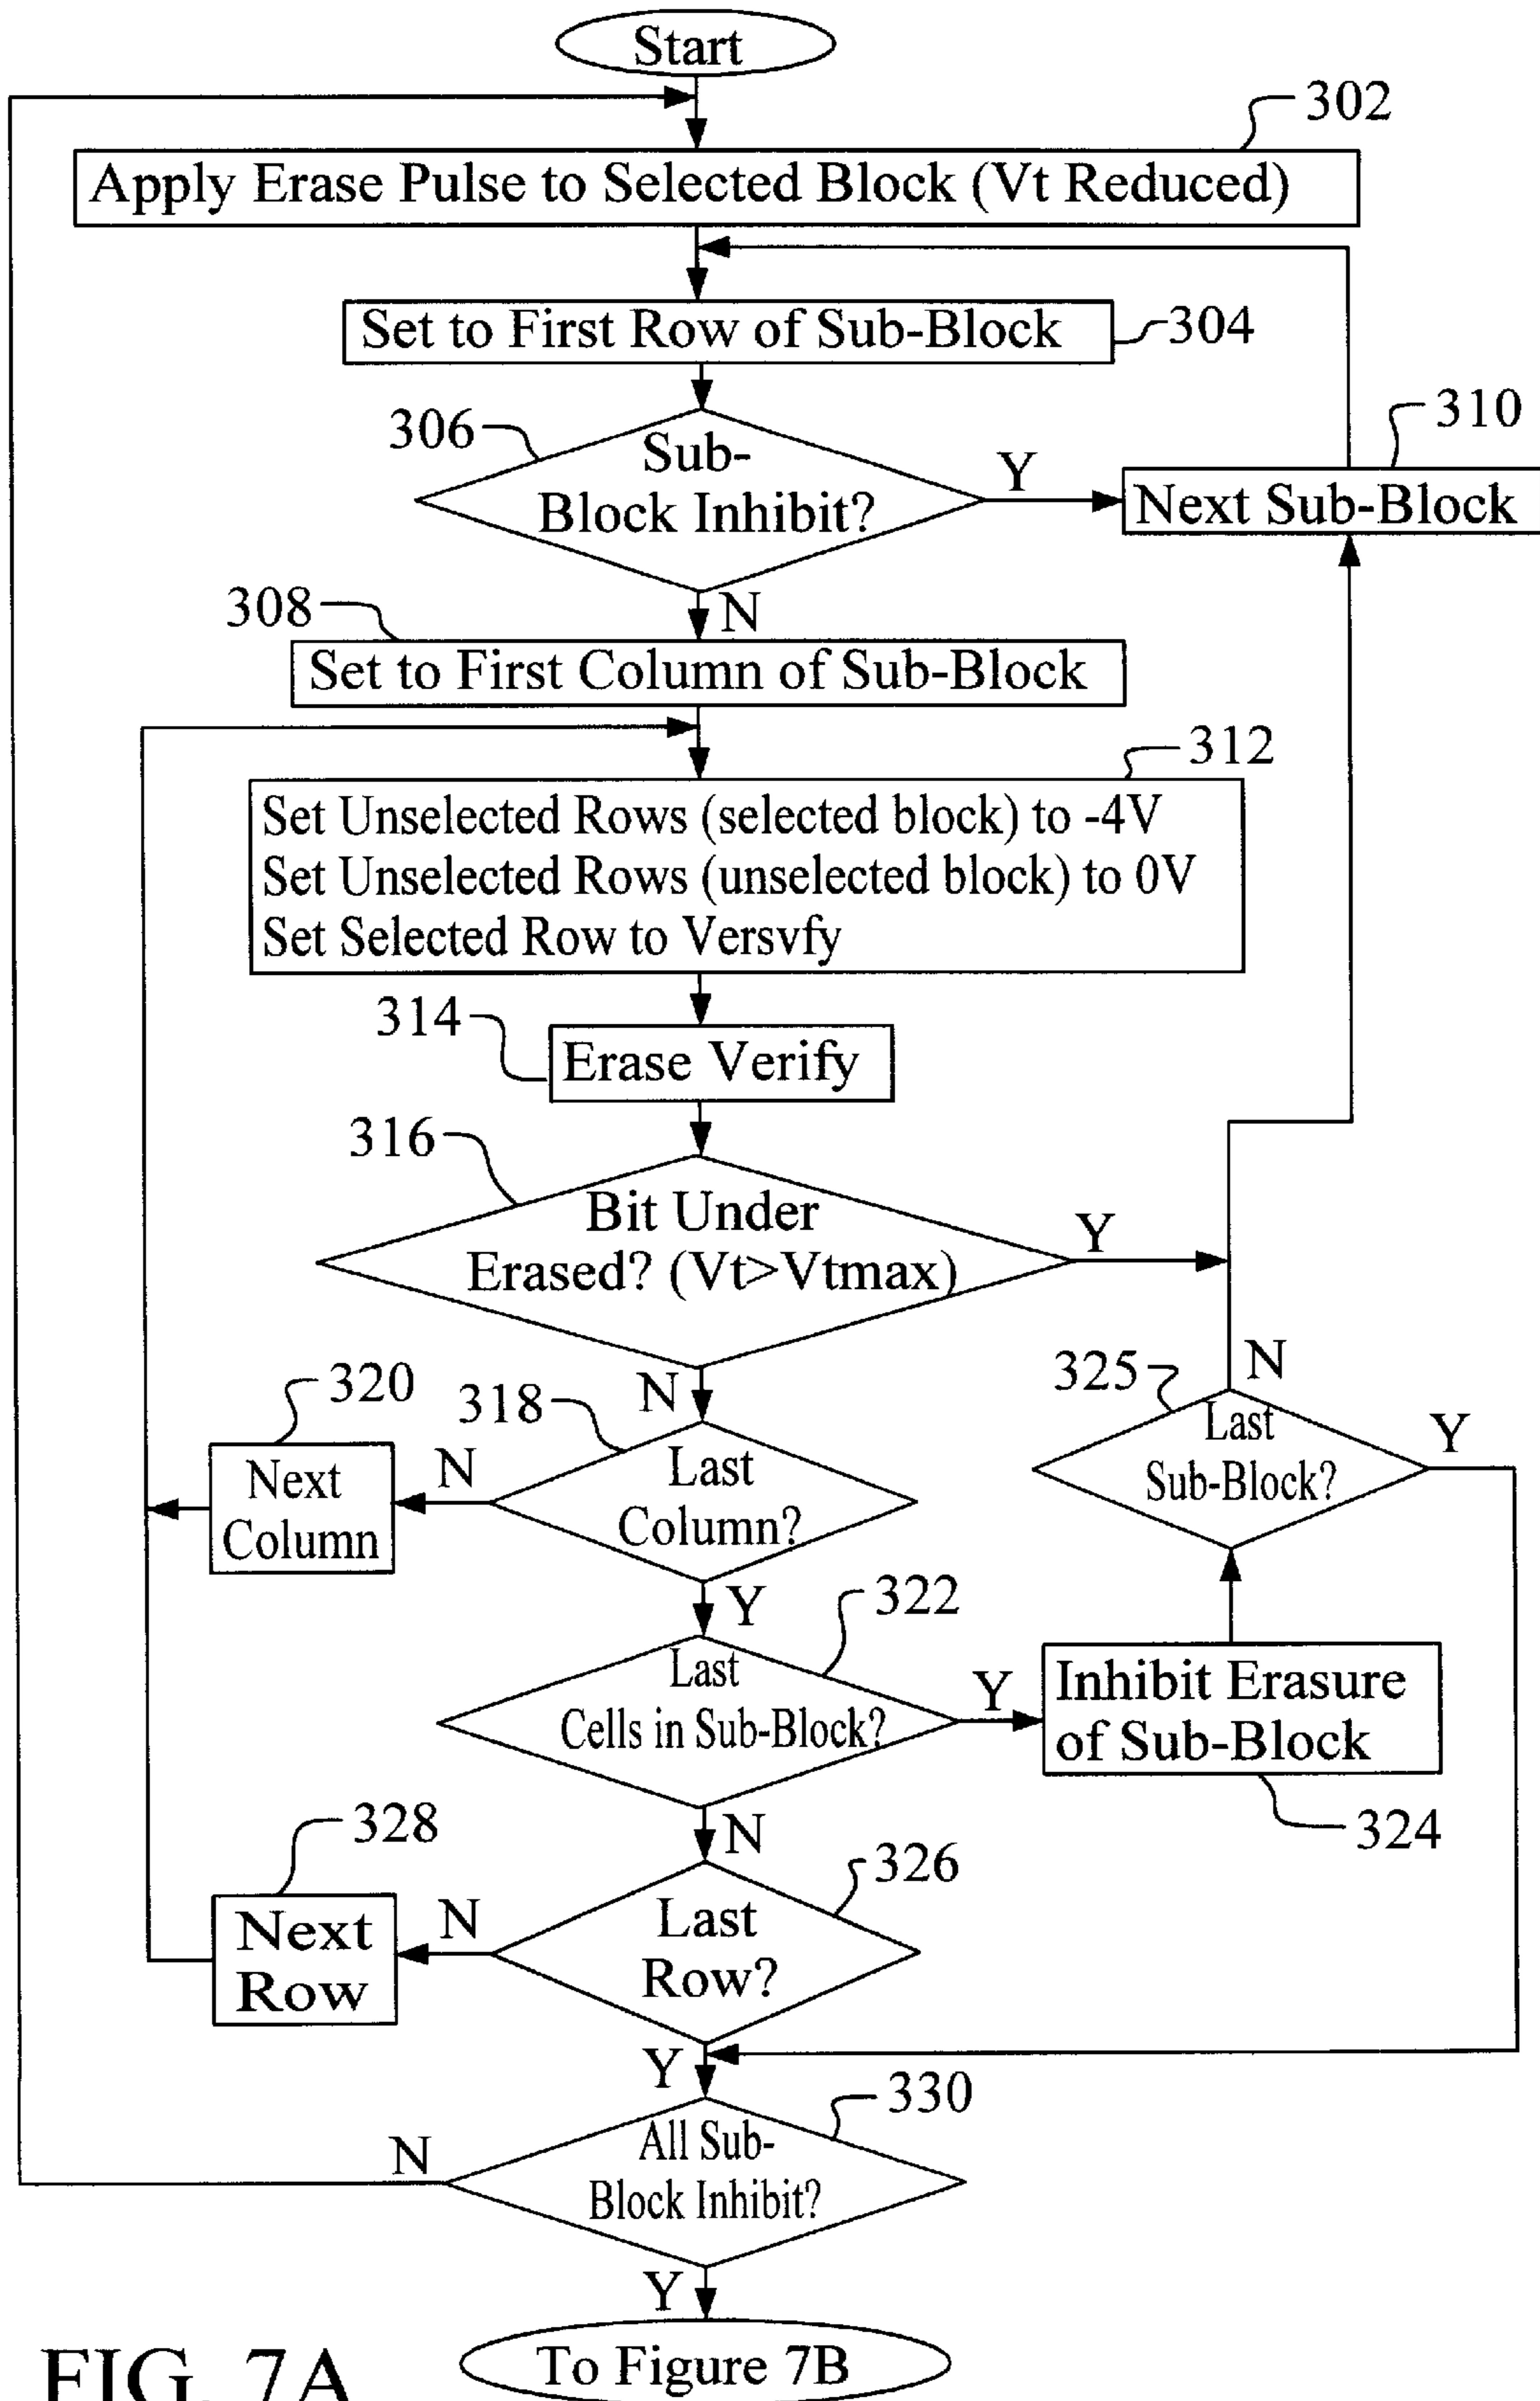 Start
302
Apply Erase Pulse to Selected Block (Vt Reduced)
Set to First Row of Sub-Block
304
306
Sub-
Block Inhibit?
Y
310
Next Sub-Block
N
308
Set to First Column of Sub-Block
312
Set Unselected Rows (selected block) to -4V
Set Unselected Rows (unselected block) to 0V
Set Selected Row to Versvfy
314
Erase Verify
316
Bit Under
Erased? (Vt>Vtmax)
Y
N
320
Next
Column
N
318
Last
Column?
325
N
Last
Sub-Block?
Y
Y
322
Last
Cells in Sub-Block?
Y
Inhibit Erasure
of Sub-Block
324
N
328
Next
Row
N
326
Last
Row?
Y
330
All Sub-
Block Inhibit?
N
Y
To Figure 7B
FIG. 7A